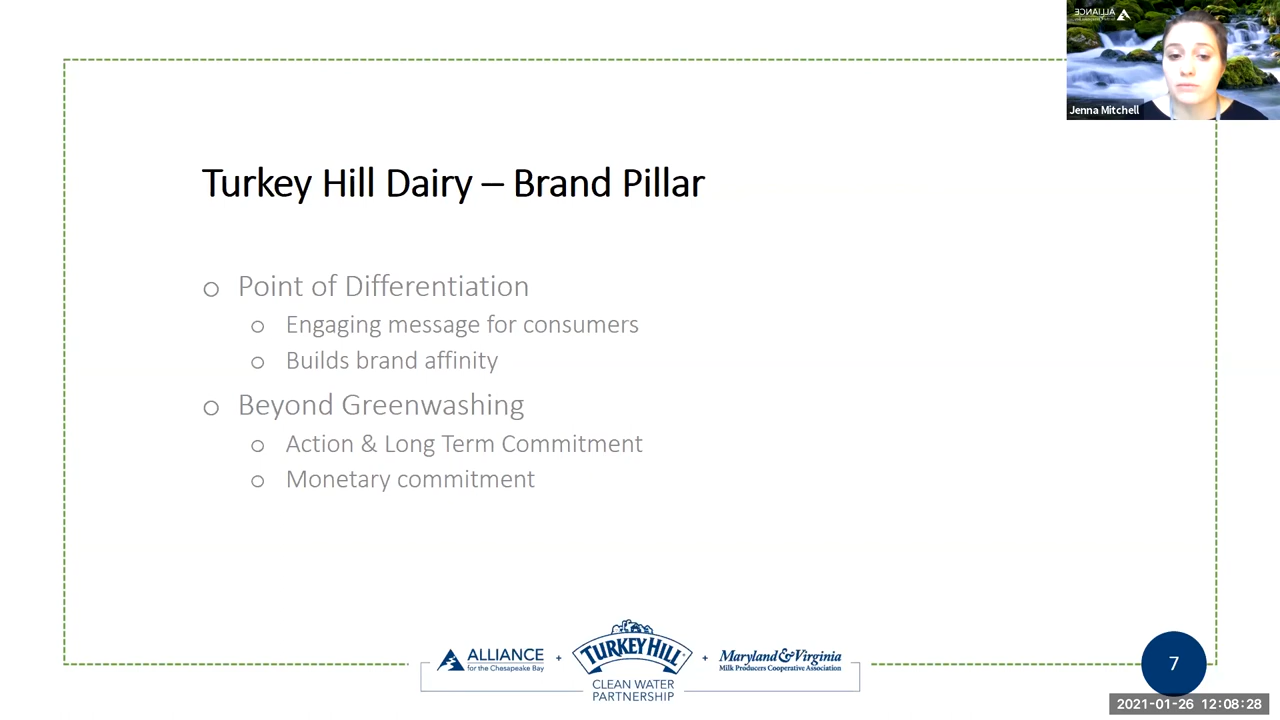 ALLIANCE
Jenna Mitchell
Turkey Hill Dairy – Brand Pillar
o Point of Differentiation
o Engaging message for consumers
o Builds brand affinity
o Beyond Greenwashing
o Action & Long Term Commitment
o Monetary commitment
ALLIANCE
for the Chesapeake Bay
+
TURKEY HILL
CLEAN WATER
PARTNERSHIP
+
Maryland & Virginia
Milk Producers Cooperative Association
7
2021-01-26 12:08:28